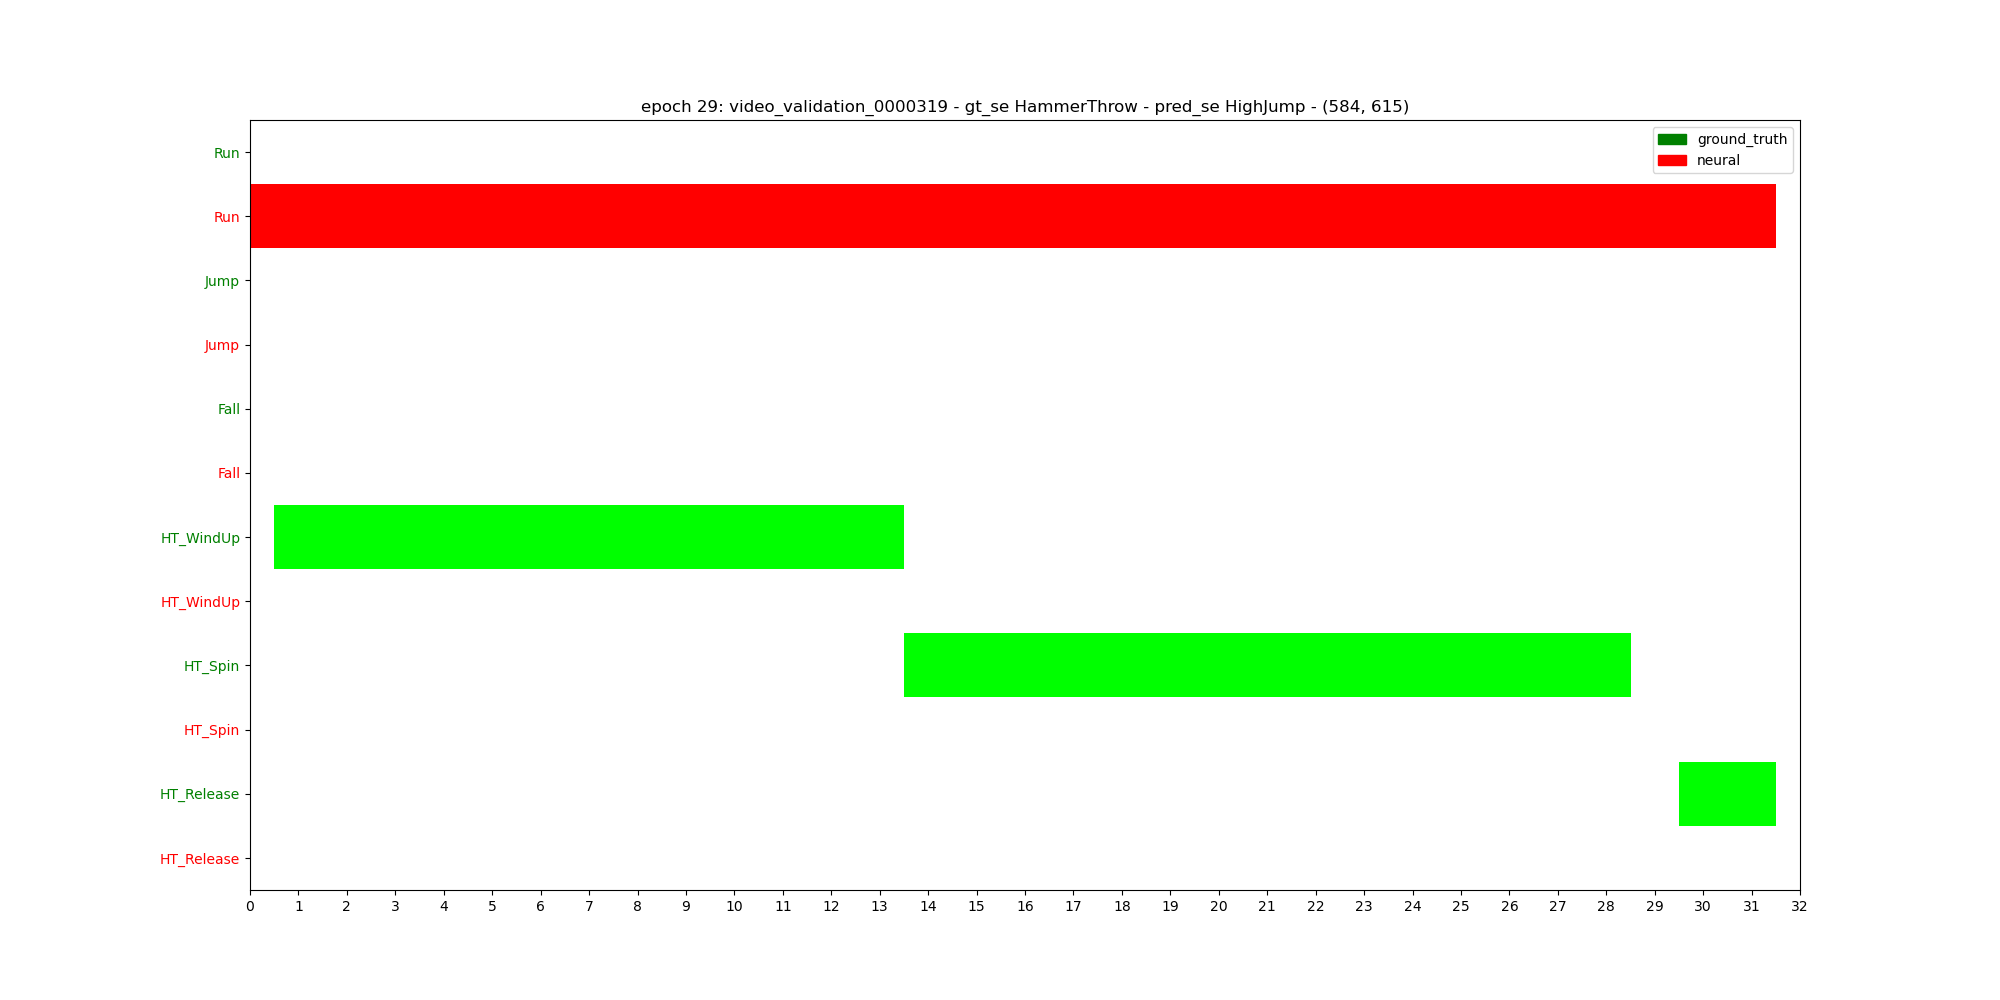 epoch 29: video_validation_0000319 - gt_se HammerThrow - pred_se HighJump - (584, 615)
ground_truth
neural
Run
Run
Jump
Jump
Fall
Fall
HT_WindUp
HT_WindUp
HT_Spin
HT_Spin
HT_Release
HT_Release
0 1 2 3 4 5 6 7 8 9 10 11 12 13 14 15 16 17 18 19 20 21 22 23 24 25 26 27 28 29 30 31 32